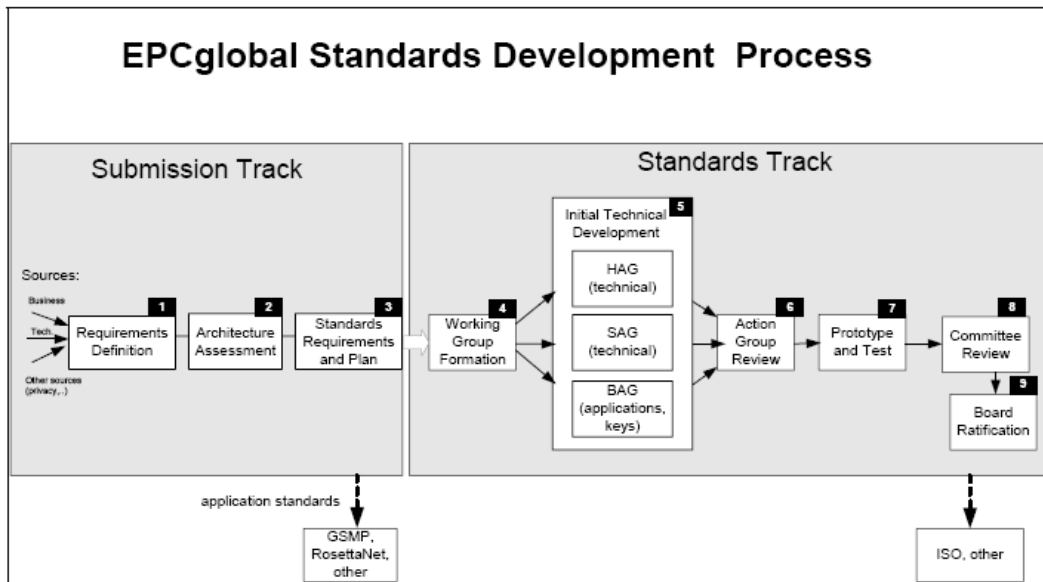 EPCglobal Standards Development Process
Submission Track
Standards Track
Sources:
Business
Tech.
Other sources
(privacy,..)
1
Requirements
Definition
2
Architecture
Assessment
3
Standards
Requirements
and Plan
4
Working
Group
Formation
5
Initial Technical
Development
HAG
(technical)
SAG
(technical)
BAG
(applications,
keys)
6
Action
Group
Review
7
Prototype
and Test
8
Committee
Review
9
Board
Ratification
application standards
GSMP,
RosettaNet,
other
ISO, other